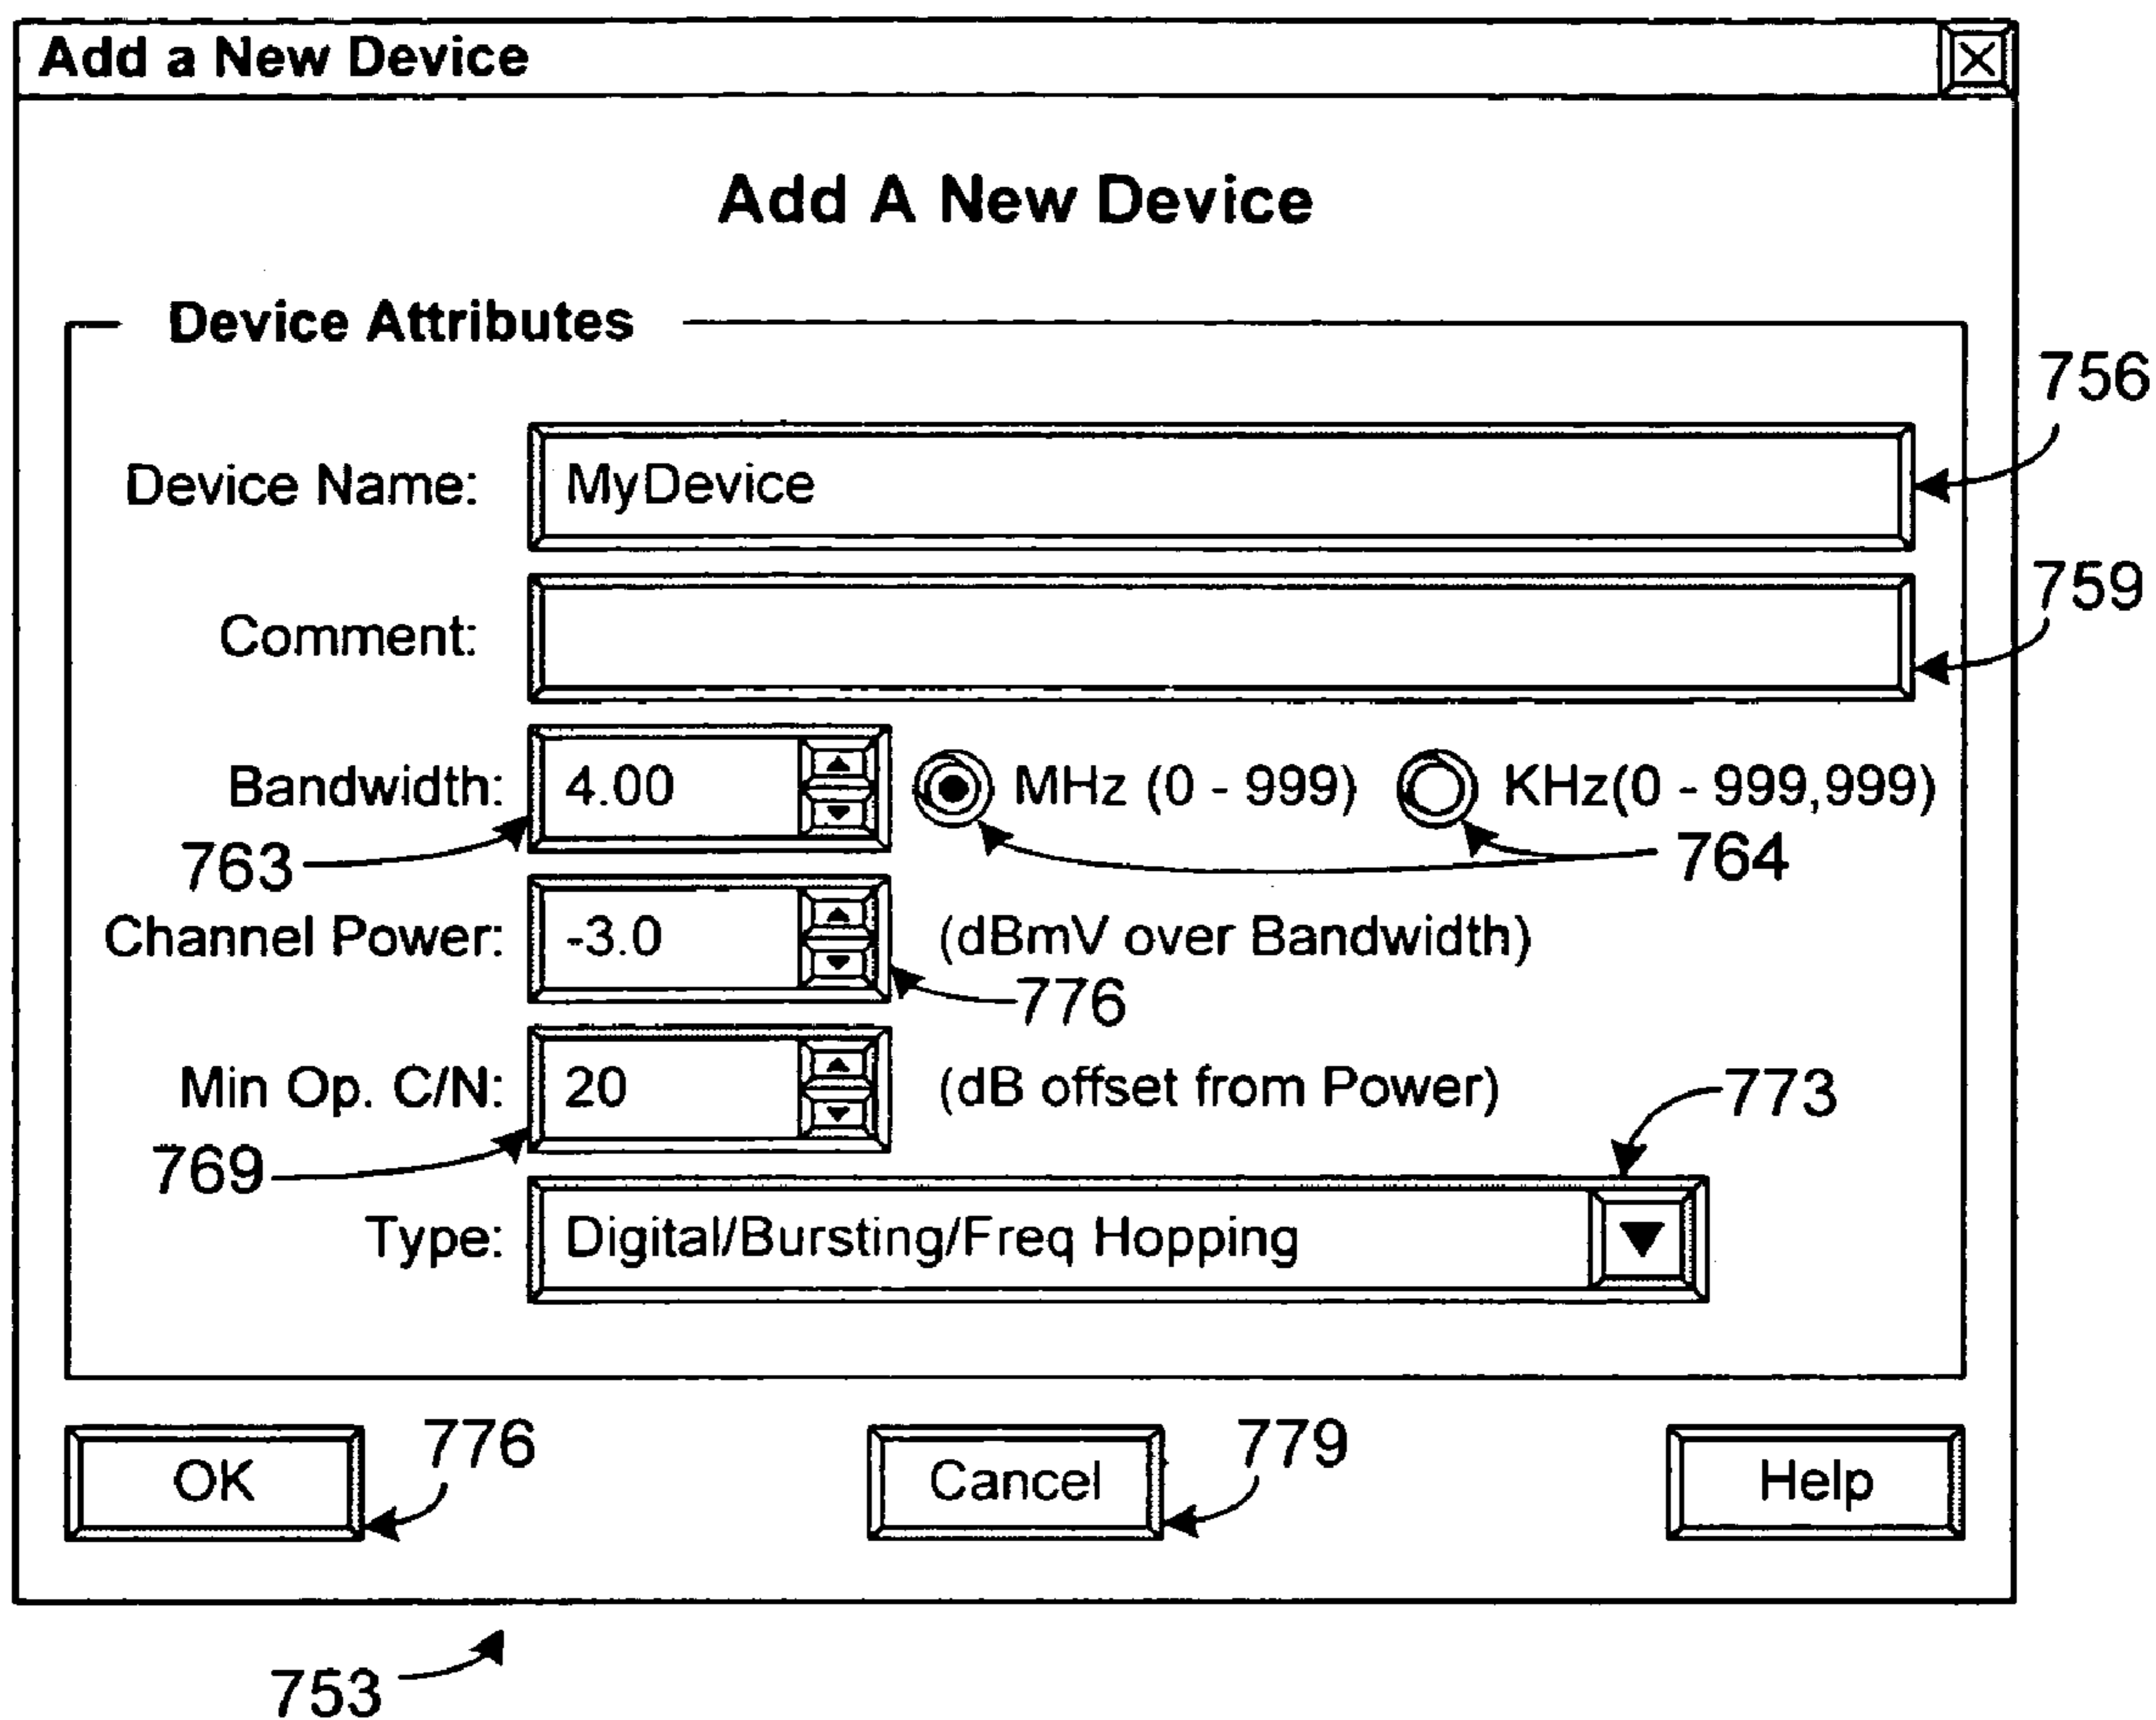 Add a New Device
Add A New Device
Device Attributes
756
Device Name: MyDevice
759
Comment:
Bandwidth: 4.00 MHz (0 - 999) KHz(0 - 999,999)
763 764
Channel Power: -3.0 (dBmV over Bandwidth)
776
Min Op. C/N: 20 (dB offset from Power) 773
769
Type: Digital/Bursting/Freq Hopping
776 779
OK Cancel Help
753